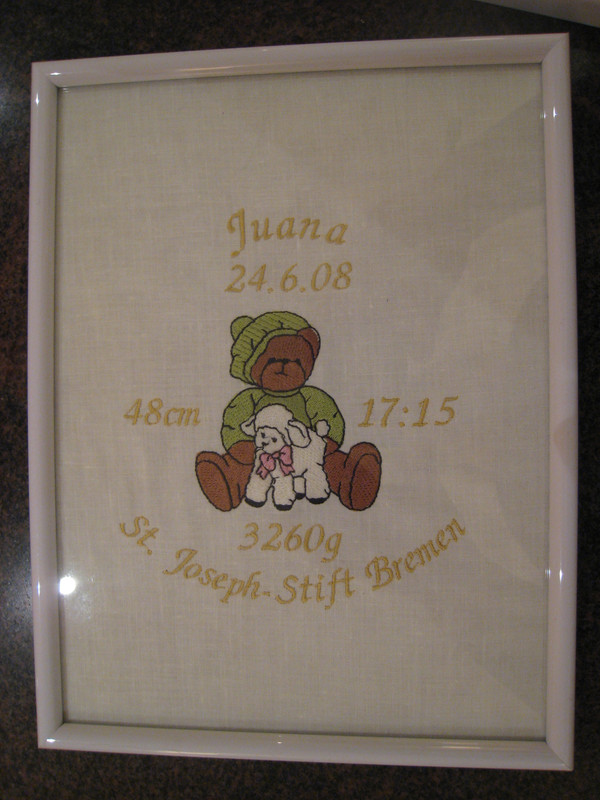 Juana
24.6.08
48cm
17:15
3260g
St. Joseph-Stift Bremen